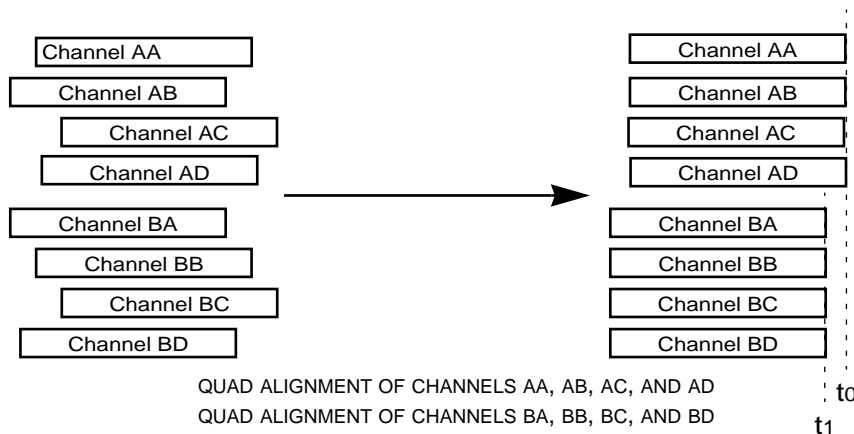 Channel AA
Channel AB
Channel AC
Channel AD
Channel BA
Channel BB
Channel BC
Channel BD
Channel AA
Channel AB
Channel AC
Channel AD
Channel BA
Channel BB
Channel BC
Channel BD
QUAD ALIGNMENT OF CHANNELS AA, AB, AC, AND AD
QUAD ALIGNMENT OF CHANNELS BA, BB, BC, AND BD
t0
t1